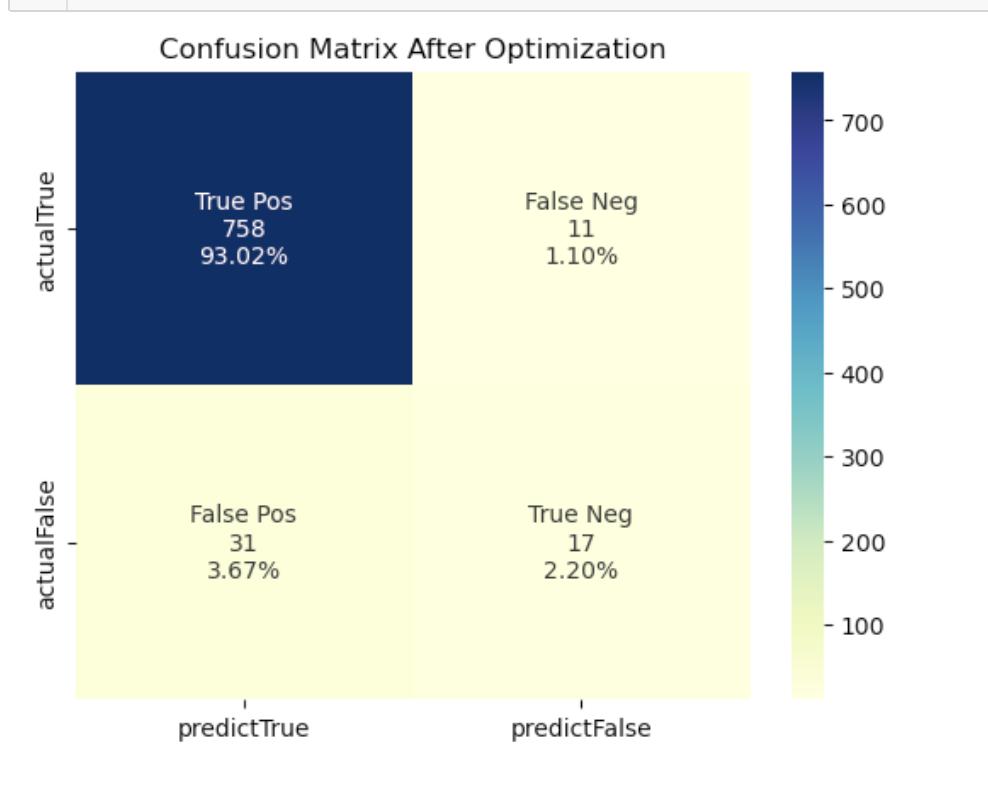 Confusion Matrix After Optimization
actualTrue
True Pos
758
93.02%
False Neg
11
1.10%
actualFalse
False Pos
31
3.67%
True Neg
17
2.20%
predictTrue
predictFalse
700
600
500
400
300
200
100